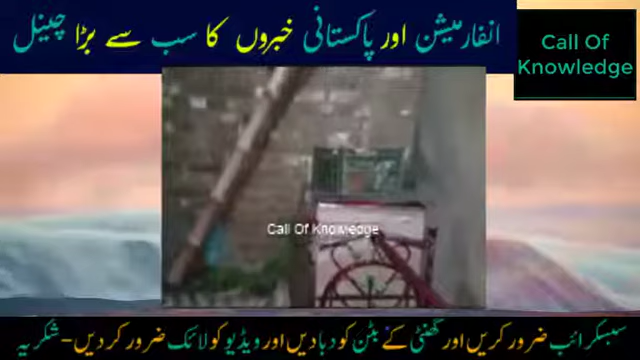 انفارمیشن اور پاکستانی خبروں کا سب سے بڑا چینل
Call Of
Knowledge
Call Of Knowledge
سبسکرائب ضرور کریں اور گھنٹی کے بٹن کو دبا دیں اور ویڈیو کو لائک ضرور کر دیں - شکریہ